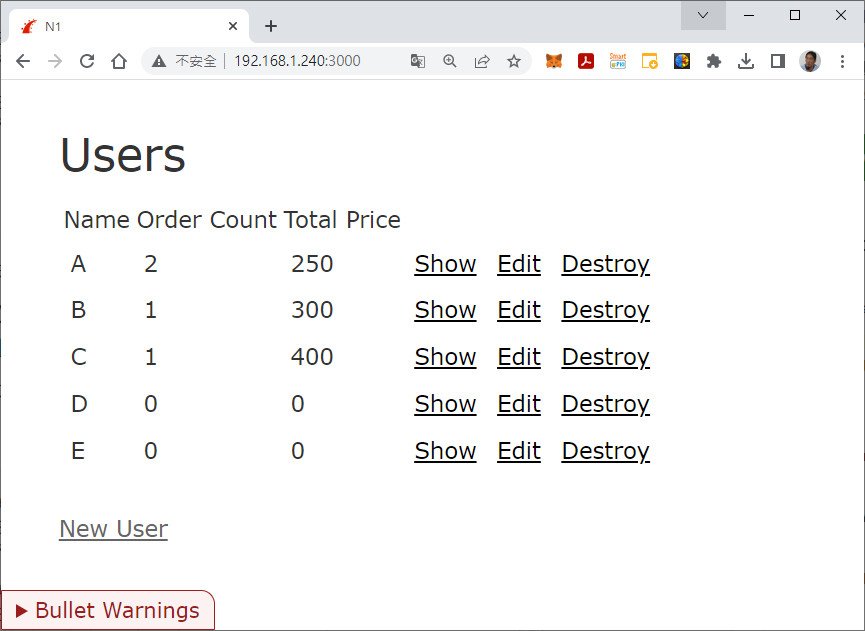 N1
不安全 192.168.1.240:3000
Users
Name Order Count Total Price
A 2 250 Show Edit Destroy
B 1 300 Show Edit Destroy
C 1 400 Show Edit Destroy
D 0 0 Show Edit Destroy
E 0 0 Show Edit Destroy
New User
Bullet Warnings